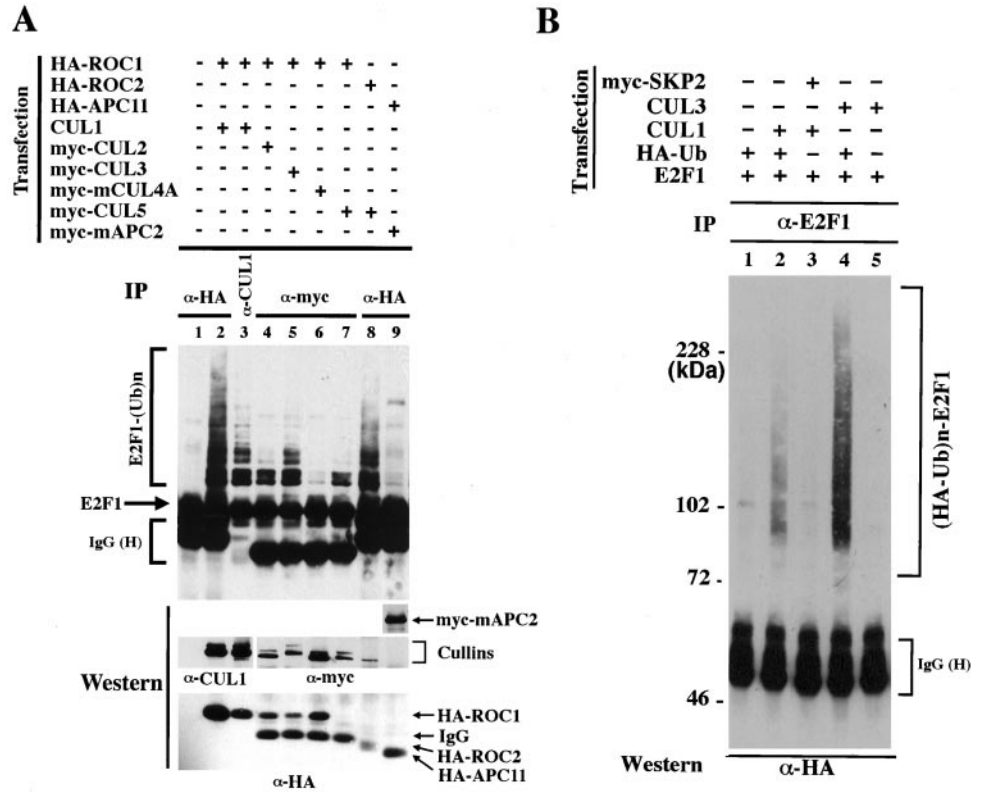 A
Transfection
HA-ROC1 - + + + + + + - -
HA-ROC2 - - - - - - - + -
HA-APC11 - - - - - - - - +
CUL1 - + + - - - - - -
myc-CUL2 - - - + - - - - -
myc-CUL3 - - - - + - - - -
myc-mCUL4A - - - - - + - - -
myc-CUL5 - - - - - - + + -
myc-mAPC2 - - - - - - - - +
IP α-HA α-CUL1 α-myc α-HA
1 2 3 4 5 6 7 8 9
E2F1-(Ub)n
E2F1
IgG (H)
myc-mAPC2
Cullins
Western
α-CUL1 α-myc
HA-ROC1
IgG
HA-ROC2
HA-APC11
α-HA
B
Transfection
myc-SKP2 - - + - -
CUL3 - - - + +
CUL1 - + + - -
HA-Ub + + - + -
E2F1 + + + + +
IP α-E2F1
1 2 3 4 5
228 -
(kDa)
102 -
72 -
46 -
(HA-Ub)n-E2F1
IgG (H)
Western α-HA